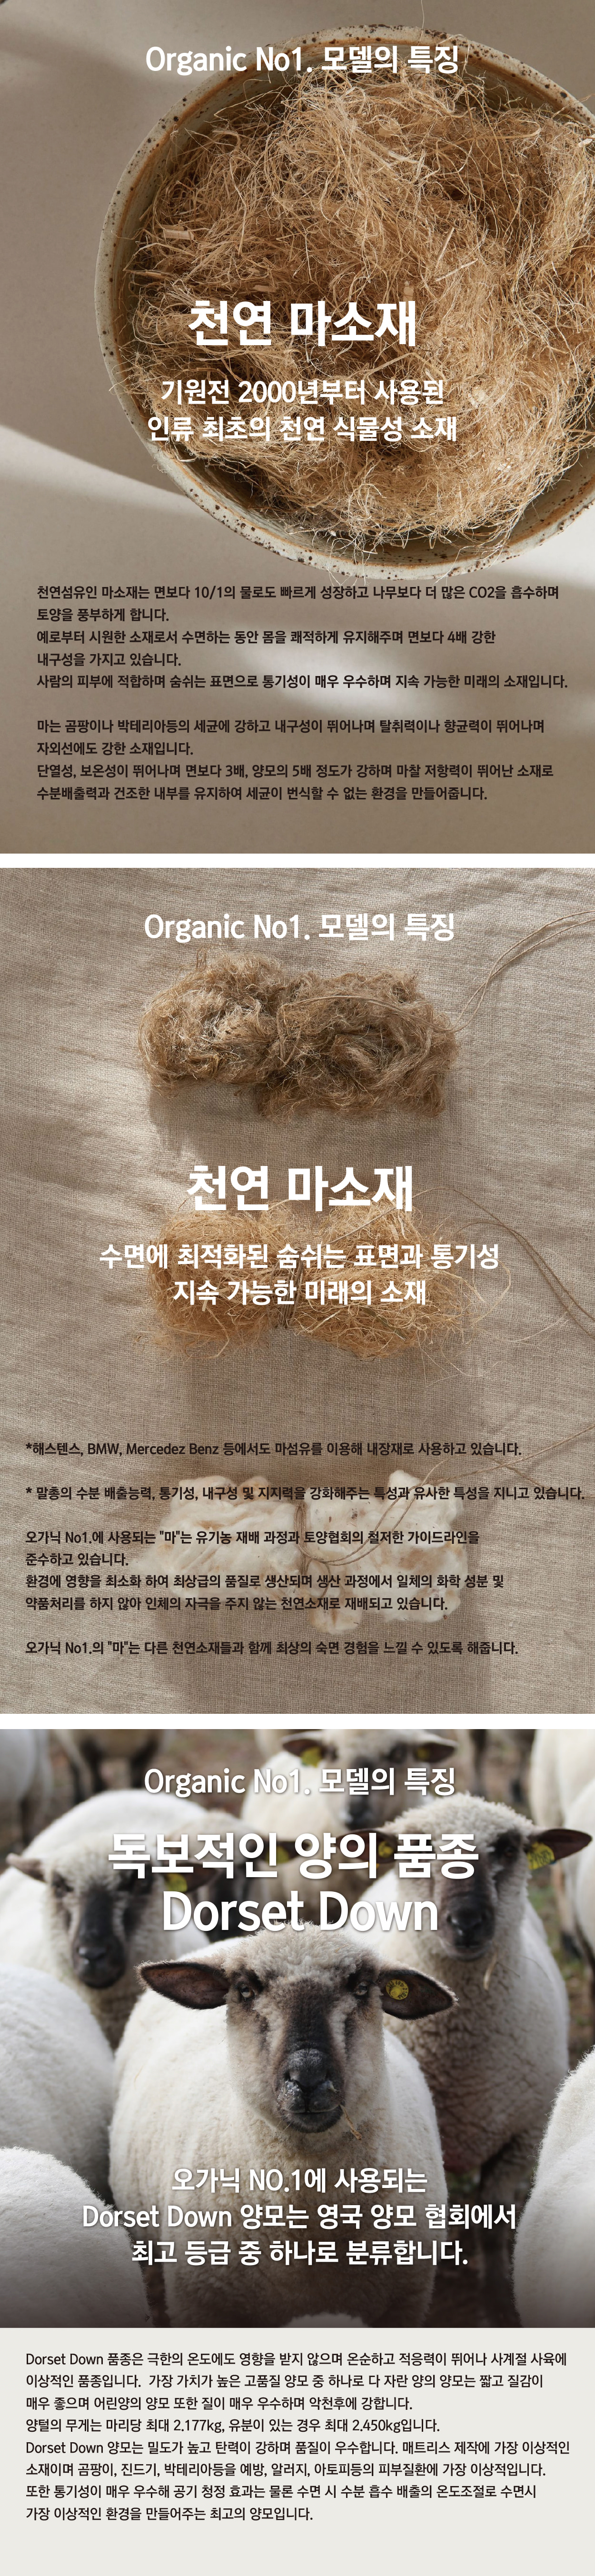 Organic No1. 모델의 특징
천연 마소재
기원전 2000년부터 사용된
인류 최초의 천연 식물성 소재
천연섬유인 마소재는 면보다 10/1의 물로도 빠르게 성장하고 나무보다 더 많은 CO2을 흡수하며
토양을 풍부하게 합니다.
예로부터 시원한 소재로서 수면하는 동안 몸을 쾌적하게 유지해주며 면보다 4배 강한
내구성을 가지고 있습니다.
사람의 피부에 적합하며 숨쉬는 표면으로 통기성이 매우 우수하며 지속 가능한 미래의 소재입니다.
마는 곰팡이나 박테리아등의 세균에 강하고 내구성이 뛰어나며 탈취력이나 향균력이 뛰어나며
자외선에도 강한 소재입니다.
단열성, 보온성이 뛰어나며 면보다 3배, 양모의 5배 정도가 강하며 마찰 저항력이 뛰어난 소재로
수분배출력과 건조한 내부를 유지하여 세균이 번식할 수 없는 환경을 만들어줍니다.
Organic No1. 모델의 특징
천연 마소재
수면에 최적화된 숨쉬는 표면과 통기성
지속 가능한 미래의 소재
*해스텐스, BMW, Mercedez Benz 등에서도 마섬유를 이용해 내장재로 사용하고 있습니다.
* 말총의 수분 배출능력, 통기성, 내구성 및 지지력을 강화해주는 특성과 유사한 특성을 지니고 있습니다.
오가닉 No1.에 사용되는 "마"는 유기농 재배 과정과 토양협회의 철저한 가이드라인을
준수하고 있습니다.
환경에 영향을 최소화 하여 최상급의 품질로 생산되며 생산 과정에서 일체의 화학 성분 및
약품처리를 하지 않아 인체의 자극을 주지 않는 천연소재로 재배되고 있습니다.
오가닉 No1.의 "마"는 다른 천연소재들과 함께 최상의 숙면 경험을 느낄 수 있도록 해줍니다.
Organic No1. 모델의 특징
독보적인 양의 품종
Dorset Down
오가닉 NO.1에 사용되는
Dorset Down 양모는 영국 양모 협회에서
최고 등급 중 하나로 분류합니다.
Dorset Down 품종은 극한의 온도에도 영향을 받지 않으며 온순하고 적응력이 뛰어나 사계절 사육에
이상적인 품종입니다. 가장 가치가 높은 고품질 양모 중 하나로 다 자란 양의 양모는 짧고 질감이
매우 좋으며 어린양의 양모 또한 질이 매우 우수하며 악천후에 강합니다.
양털의 무게는 마리당 최대 2.177kg, 유분이 있는 경우 최대 2.450kg입니다.
Dorset Down 양모는 밀도가 높고 탄력이 강하며 품질이 우수합니다. 매트리스 제작에 가장 이상적인
소재이며 곰팡이, 진드기, 박테리아등을 예방, 알러지, 아토피등의 피부질환에 가장 이상적입니다.
또한 통기성이 매우 우수해 공기 청정 효과는 물론 수면 시 수분 흡수 배출의 온도조절로 수면시
가장 이상적인 환경을 만들어주는 최고의 양모입니다.